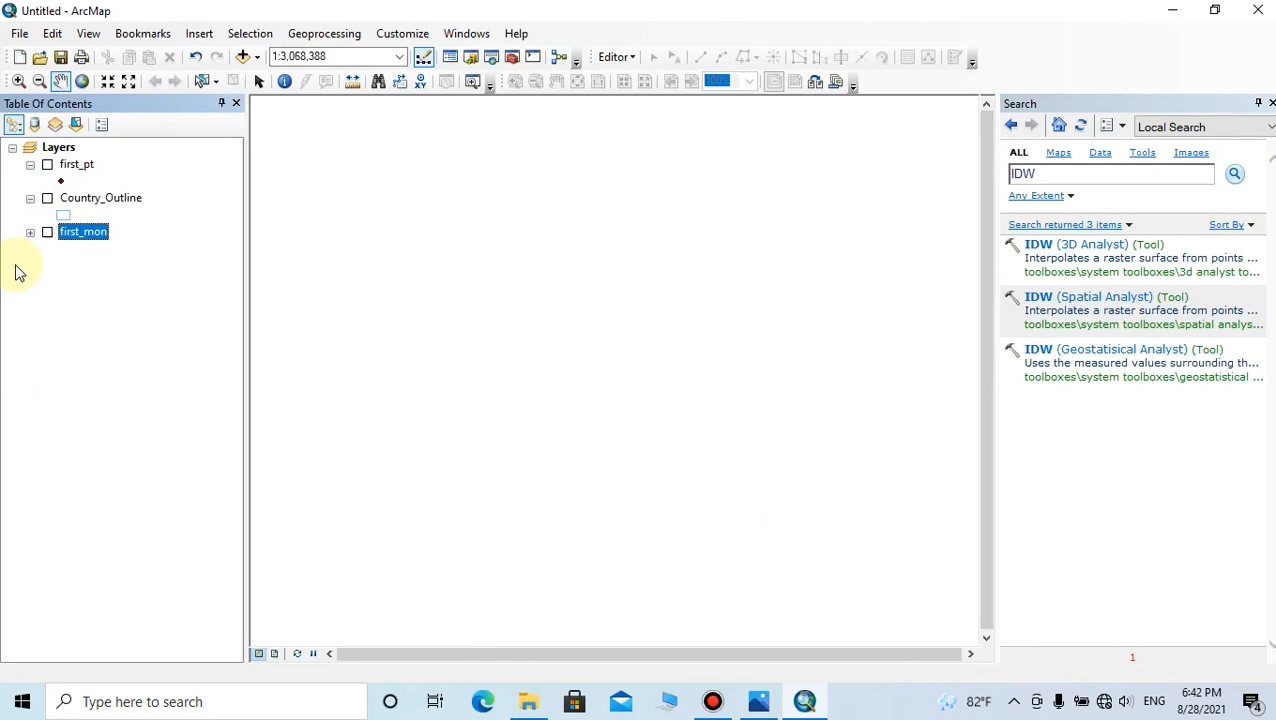 Untitled - ArcMap
File Edit View Bookmarks Insert Selection Geoprocessing Customize Windows Help
1:3,068,388
Editor
Table Of Contents
Layers
first_pt
Country_Outline
first_mon
Search
Local Search
ALL Maps Data Tools Images
IDW
Any Extent
Search returned 3 items Sort By
IDW (3D Analyst) (Tool)
Interpolates a raster surface from points ...
toolboxes\system toolboxes\3d analyst to...
IDW (Spatial Analyst) (Tool)
Interpolates a raster surface from points ...
toolboxes\system toolboxes\spatial analys...
IDW (Geostatisical Analyst) (Tool)
Uses the measured values surrounding th...
toolboxes\system toolboxes\geostatistical ...
1
Type here to search
82°F
ENG
6:42 PM
8/28/2021
4